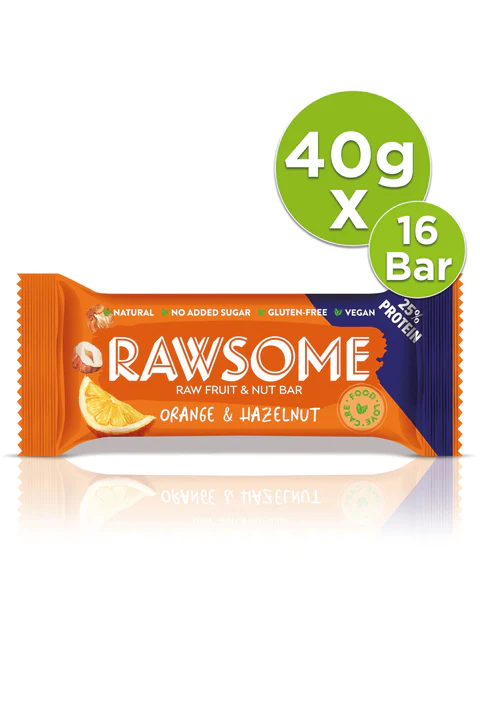 40g
X
16
Bar
NATURAL NO ADDED SUGAR GLUTEN-FREE VEGAN
25%
PROTEIN
RAWSOME
RAW FRUIT & NUT BAR
ORANGE & HAZELNUT
FOOD • LOVE • CARE •